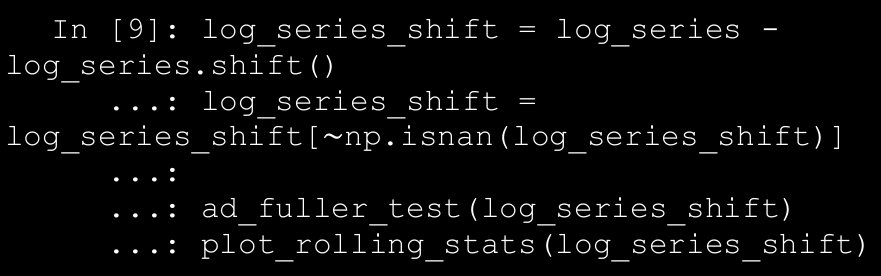 In [9]: log_series_shift = log_series -
log_series.shift()
...: log_series_shift =
log_series_shift[~np.isnan(log_series_shift)]
...:
...: ad_fuller_test(log_series_shift)
...: plot_rolling_stats(log_series_shift)